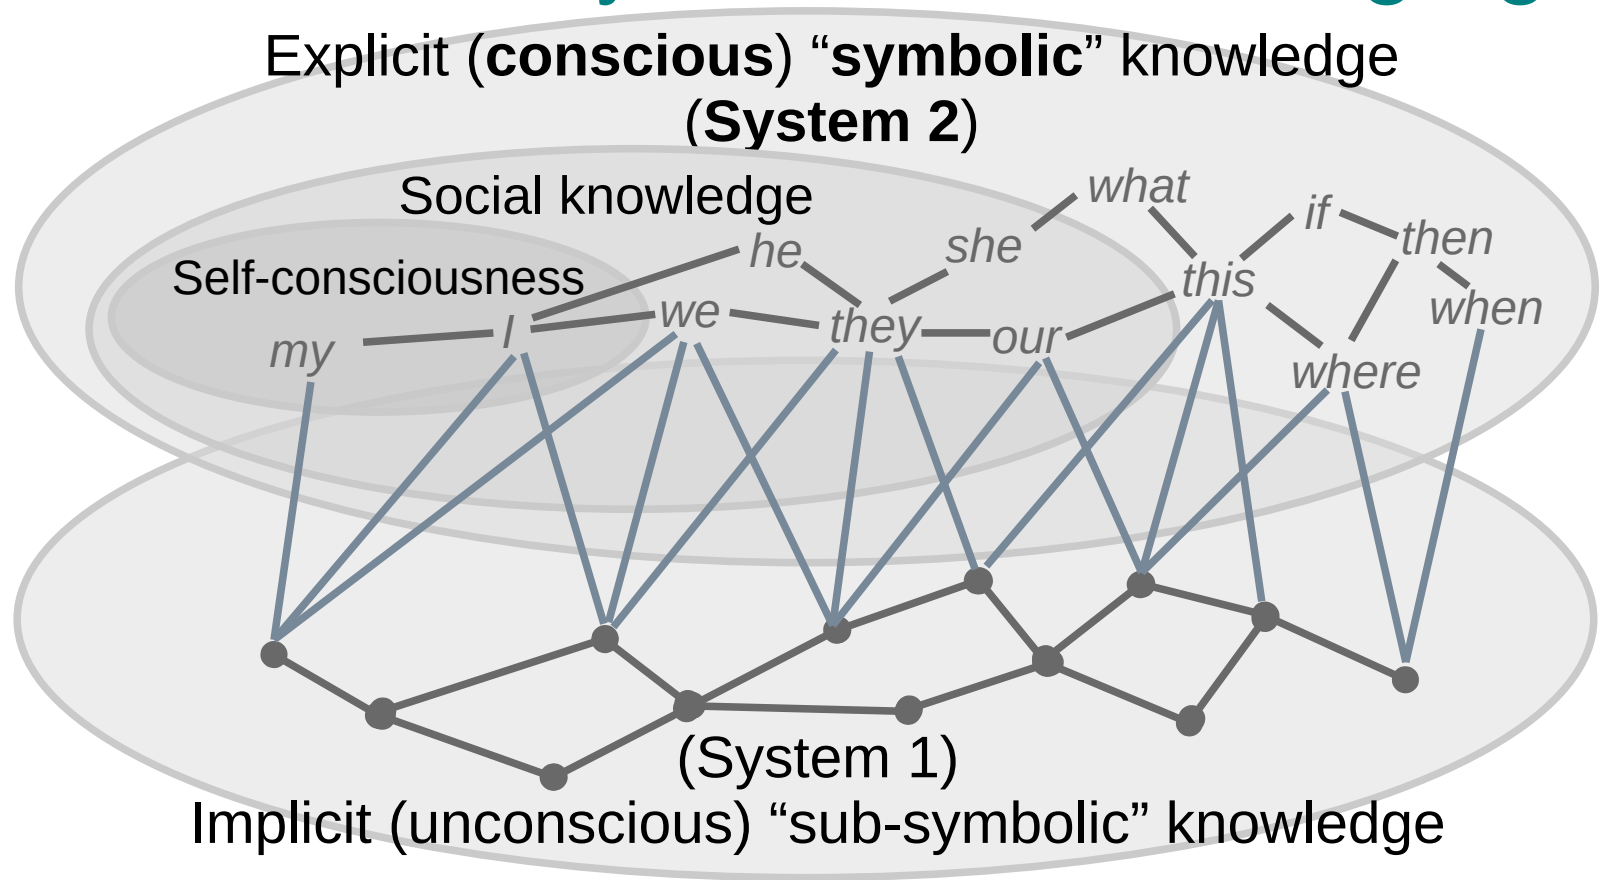 Explicit (conscious) “symbolic” knowledge
(System 2)
Social knowledge
what
if
then
he
she
this
Self-consciousness
when
we
they
I
our
my
where
(System 1)
Implicit (unconscious) “sub-symbolic” knowledge